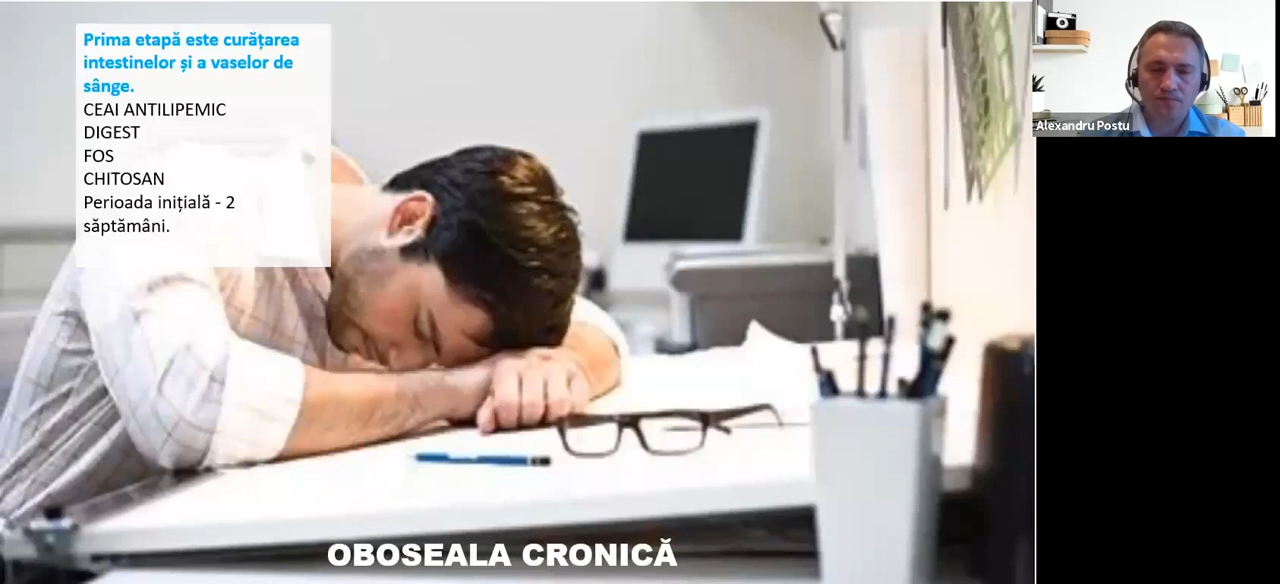 Prima etapă este curățarea
intestinelor și a vaselor de
sânge.
CEAI ANTILIPEMIC
DIGEST
FOS
CHITOSAN
Perioada inițială - 2
săptămâni.
Alexandru Postu
OBOSEALA CRONICĂ